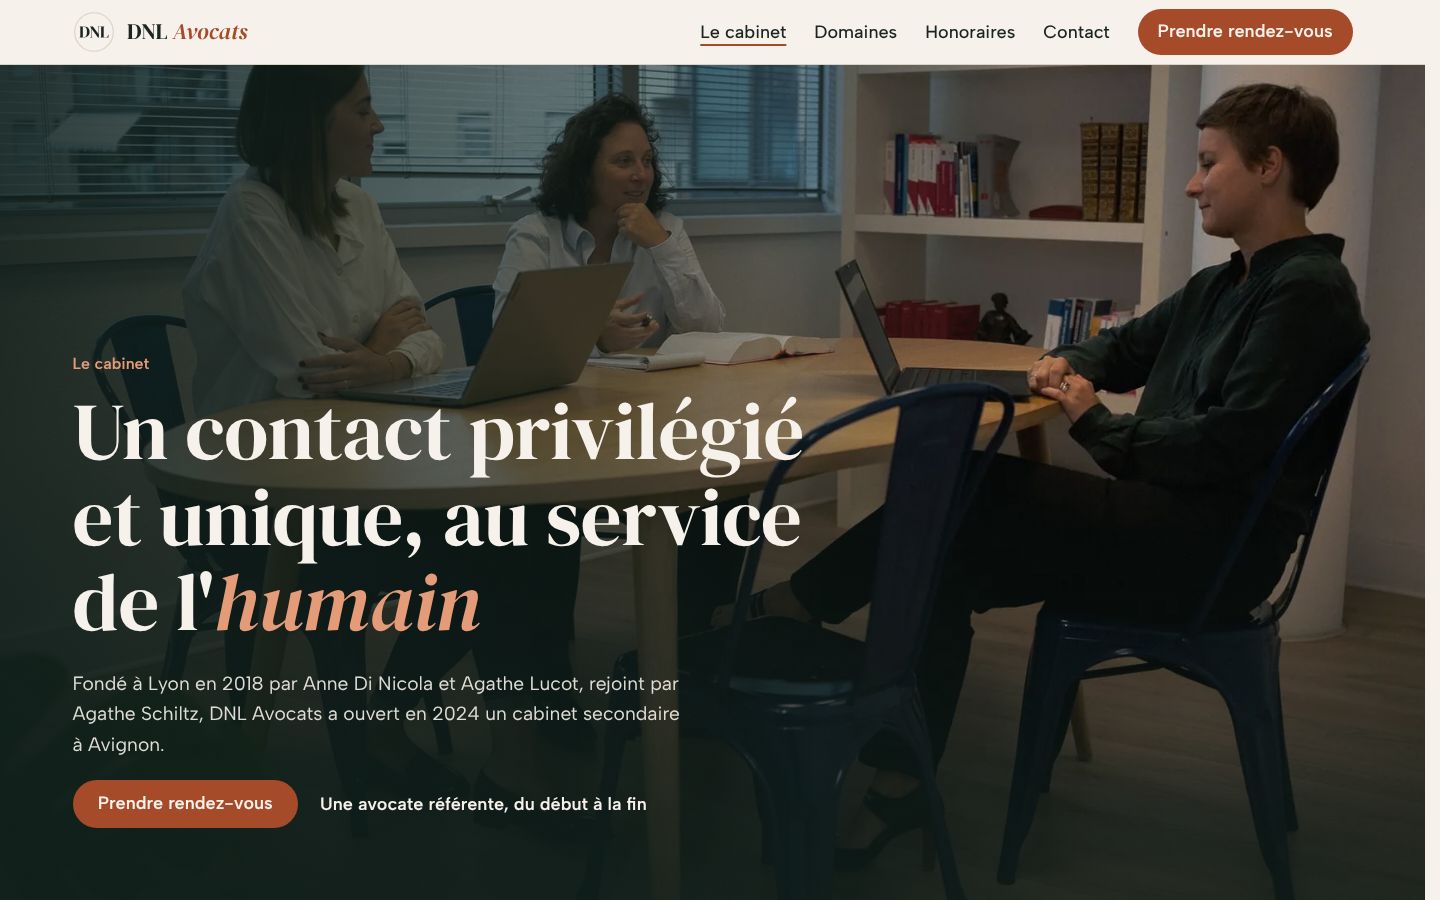 DNL DNL Avocats
Le cabinet Domaines Honoraires Contact Prendre rendez-vous
Le cabinet
Un contact privilégié
et unique, au service
de l'humain
Fondé à Lyon en 2018 par Anne Di Nicola et Agathe Lucot, rejoint par
Agathe Schiltz, DNL Avocats a ouvert en 2024 un cabinet secondaire
à Avignon.
Prendre rendez-vous Une avocate référente, du début à la fin